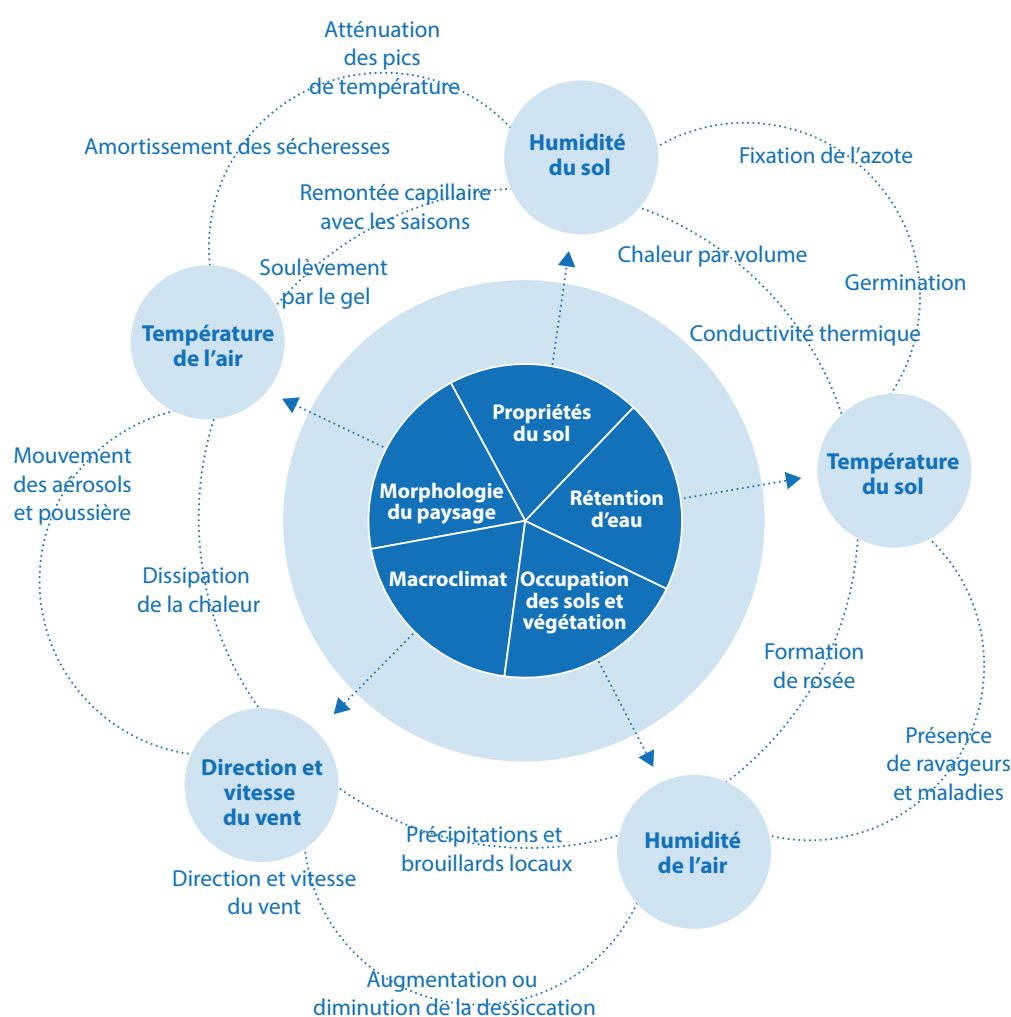 Atténuation
des pics
de température
Amortissement des sécheresses
Humidité
du sol
Fixation de l'azote
Remontée capillaire
avec les saisons
Chaleur par volume
Soulèvement
par le gel
Germination
Température
de l'air
Conductivité thermique
Propriétés
du sol
Température
du sol
Mouvement
des aérosols
et poussière
Morphologie
du paysage
Rétention
d'eau
Dissipation
de la chaleur
Macroclimat
Occupation
des sols et
végétation
Formation
de rosée
Présence
de ravageurs
et maladies
Direction et
vitesse
du vent
Précipitations et
brouillards locaux
Humidité
de l'air
Direction et vitesse
du vent
Augmentation ou
diminution de la dessiccation